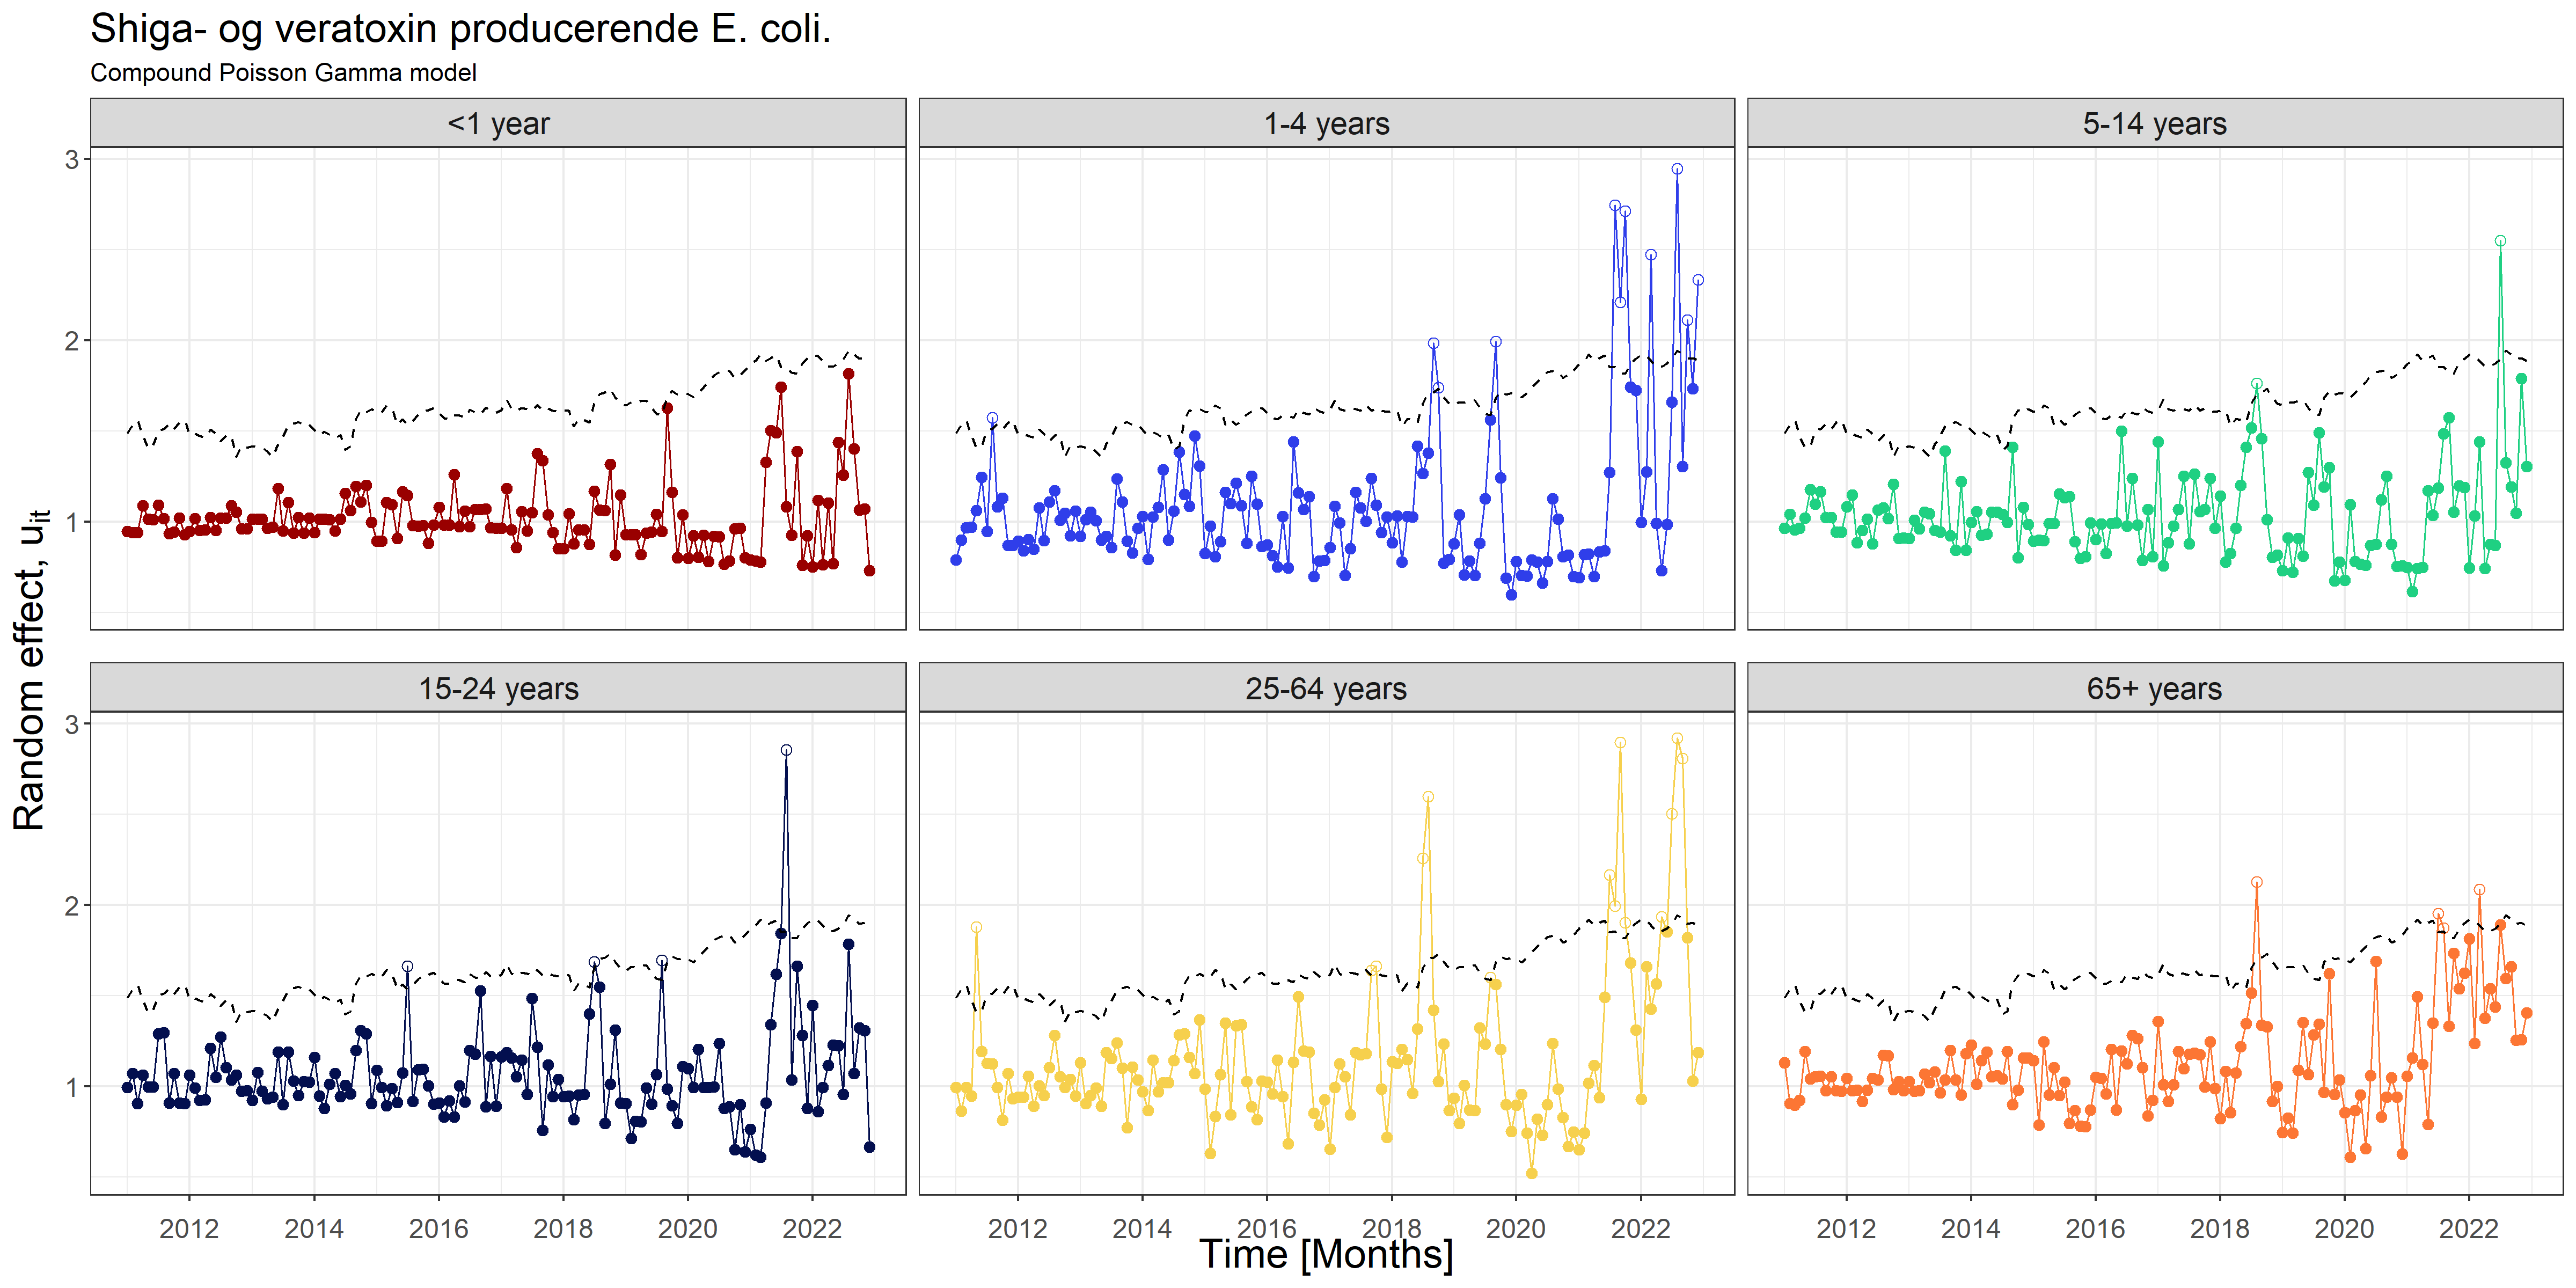 Shiga- og veratoxin producerende E. coli.
Compound Poisson Gamma model
<1 year 1-4 years 5-14 years
3
2
1
15-24 years 25-64 years 65+ years
3
2
1
2012 2014 2016 2018 2020 2022 2012 2014 2016 2018 2020 2022 2012 2014 2016 2018 2020 2022
Random effect, uit
Time [Months]